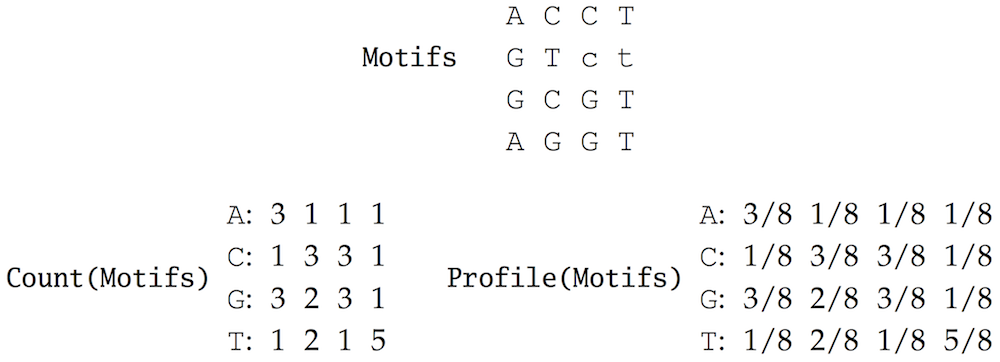 A C C T
Motifs G T c t
G C G T
A G G T
A: 3 1 1 1
C: 1 3 3 1
Count(Motifs)
G: 3 2 3 1
T: 1 2 1 5
A: 3/8 1/8 1/8 1/8
C: 1/8 3/8 3/8 1/8
Profile(Motifs)
G: 3/8 2/8 3/8 1/8
T: 1/8 2/8 1/8 5/8